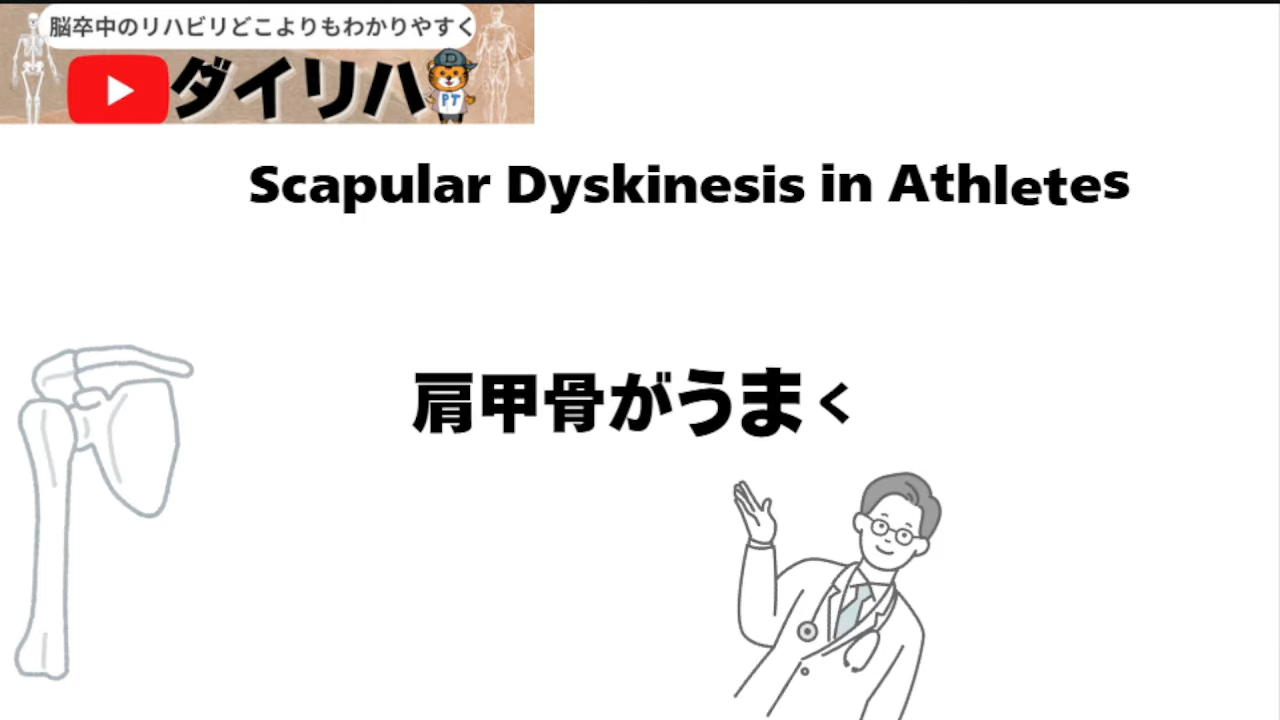 脳卒中のリハビリどこよりもわかりやすく
ダイリハ
D
PT
Scapular Dyskinesis in Athletes
肩甲骨がうまく